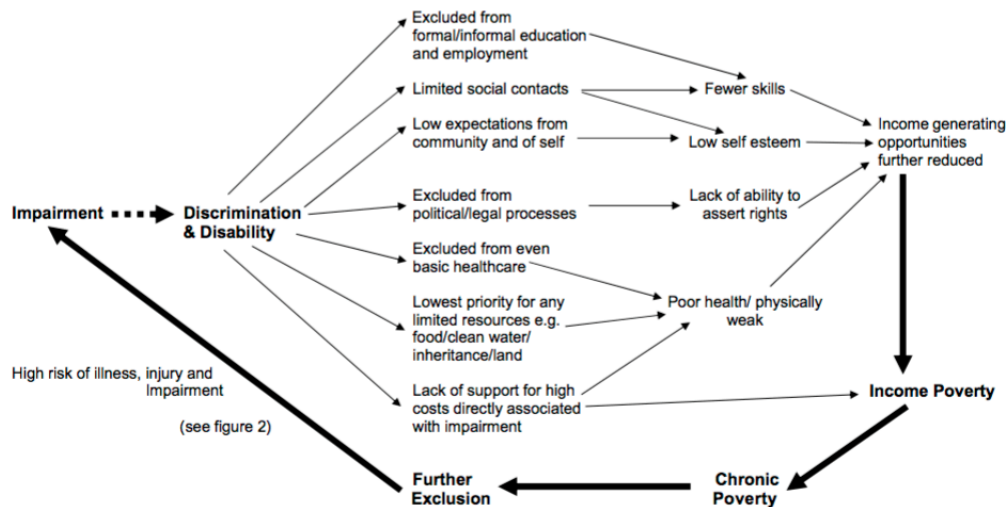 Excluded from
formal/informal education
and employment
Limited social contacts
Fewer skills
Low expectations from
community and of self
Low self esteem
Income generating
opportunities
further reduced
Impairment
Discrimination
& Disability
Excluded from
political/legal processes
Lack of ability to
assert rights
Excluded from even
basic healthcare
Lowest priority for any
limited resources e.g.
food/clean water/
inheritance/land
Poor health/ physically
weak
High risk of illness, injury and
Impairment
(see figure 2)
Lack of support for high
costs directly associated
with impairment
Income Poverty
Further
Exclusion
Chronic
Poverty